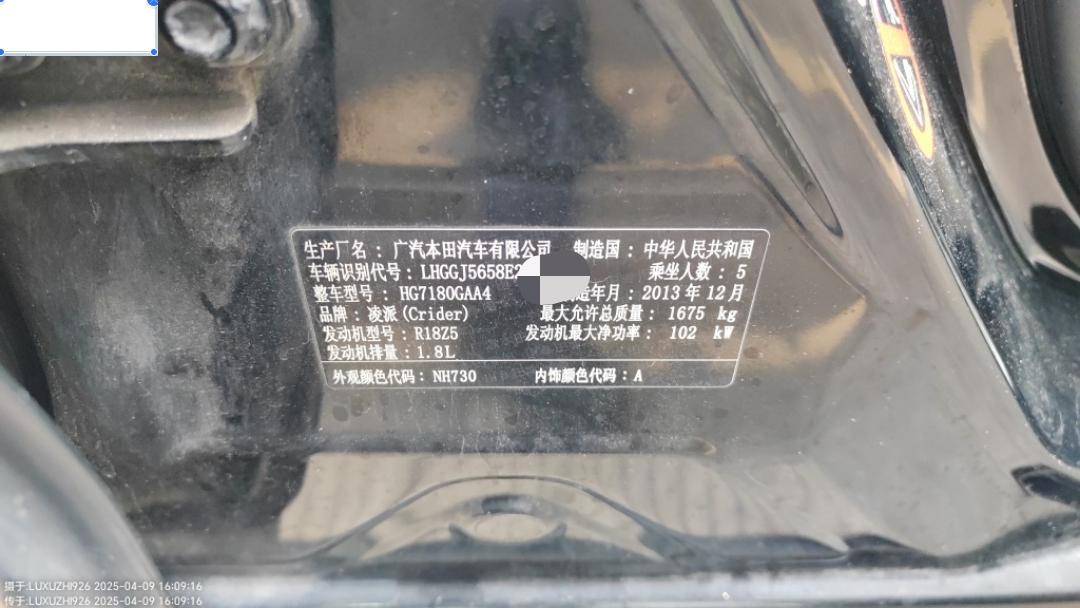 生产厂名：广汽本田汽车有限公司 制造国：中华人民共和国
车辆识别代号：LHGGJ5658E2 乘坐人数：5
整车型号：HG7180GAA4 造年月：2013年12月
品牌：凌派(Crider) 最大允许总质量：1675 kg
发动机型号：R18Z5 发动机最大净功率：102 kW
发动机排量：1.8L
外观颜色代码：NH730 内饰颜色代码：A
摄于:LUXUZHI926 2025-04-09 16:09:16
传于:LUXUZHI926 2025-04-09 16:09:16